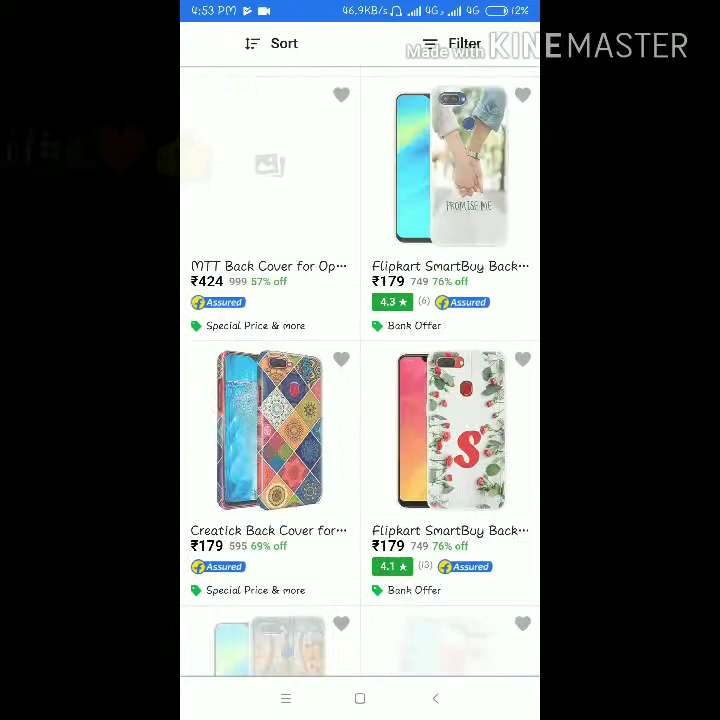 4:53 PM 46.9KB/s 4G 4G 12%
Sort Filter
Made with KINEMASTER
PROMISE ME
MTT Back Cover for Op...
₹424 999 57% off
Assured
Special Price & more
Flipkart SmartBuy Back...
₹179 749 76% off
4.3 ★ (6) Assured
Bank Offer
S
Creatick Back Cover for...
₹179 595 69% off
Assured
Special Price & more
Flipkart SmartBuy Back...
₹179 749 76% off
4.1 ★ (13) Assured
Bank Offer